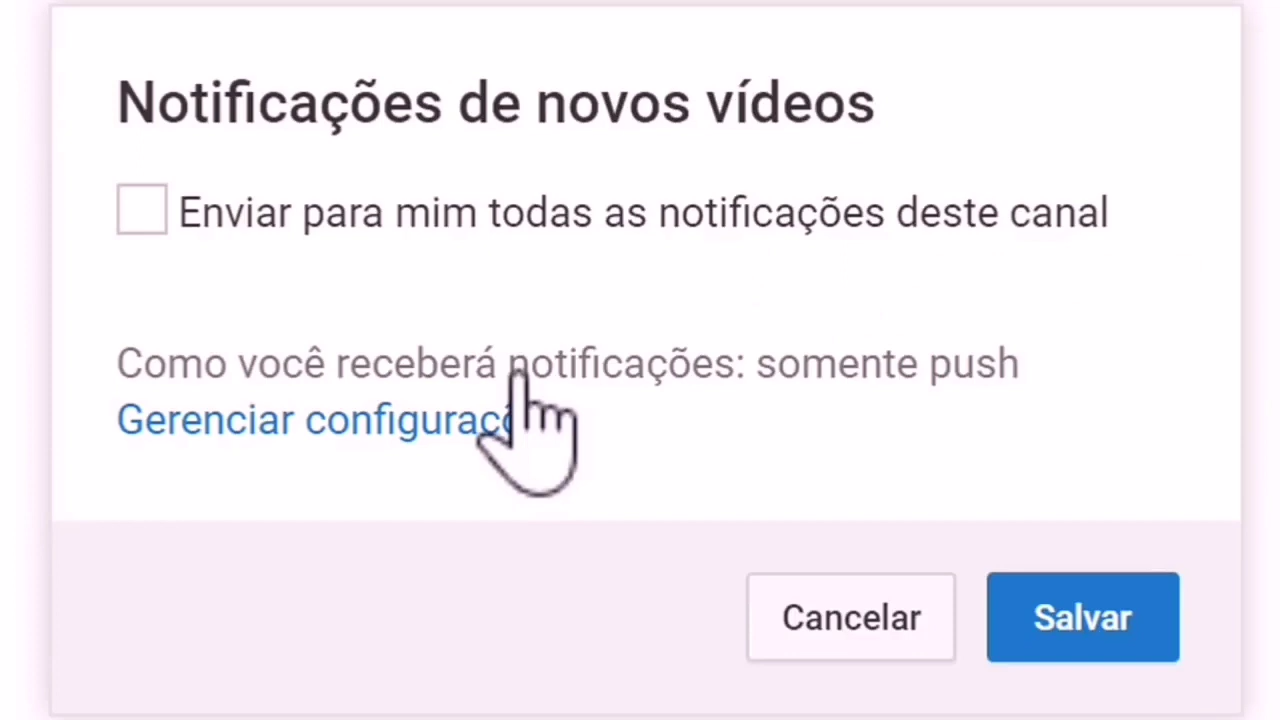 Notificações de novos vídeos
Enviar para mim todas as notificações deste canal
Como você receberá notificações: somente push
Gerenciar
Cancelar
Salvar